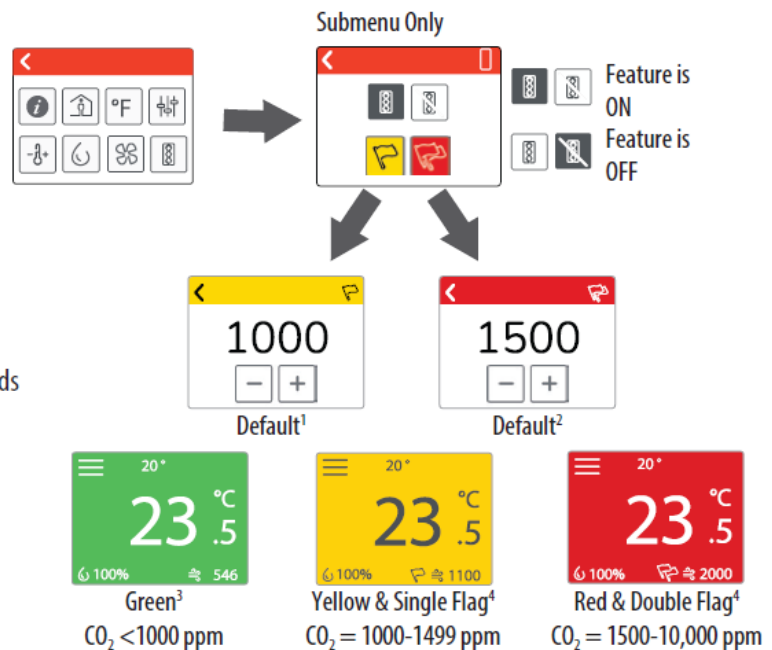 Submenu Only
°F
Feature is
ON
Feature is
OFF
1000
1500
ds
Default¹
Default²
20°
23 .5 °C
100%
546
20°
23 .5 °C
100%
1100
20°
23 .5 °C
100%
2000
Green³
Yellow & Single Flag⁴
Red & Double Flag⁴
CO₂ <1000 ppm
CO₂ = 1000-1499 ppm
CO₂ = 1500-10,000 ppm